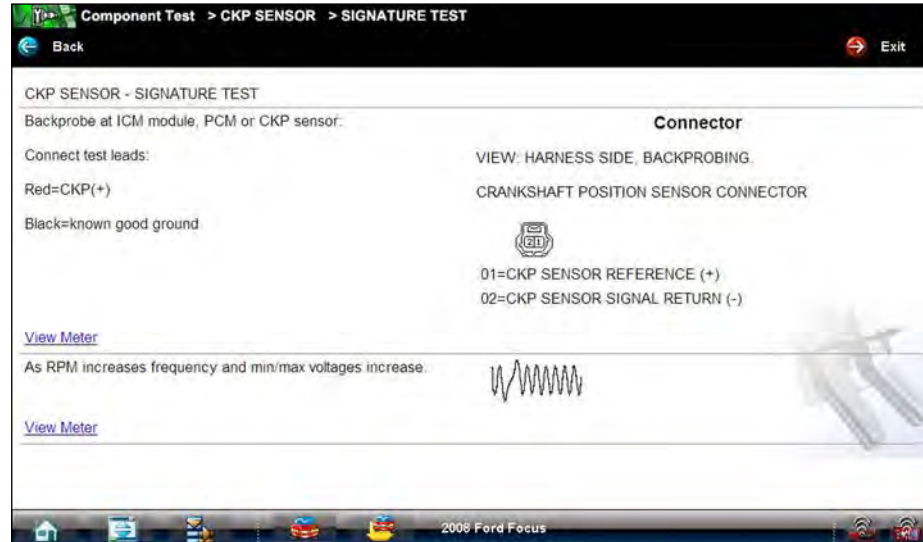 Component Test > CKP SENSOR > SIGNATURE TEST
Back
Exit
CKP SENSOR - SIGNATURE TEST
Backprobe at ICM module, PCM or CKP sensor:
Connect test leads:
Red=CKP(+)
Black=known good ground
Connector
VIEW: HARNESS SIDE, BACKPROBING.
CRANKSHAFT POSITION SENSOR CONNECTOR
2 1
01=CKP SENSOR REFERENCE (+)
02=CKP SENSOR SIGNAL RETURN (-)
View Meter
As RPM increases frequency and min/max voltages increase.
View Meter
2008 Ford Focus